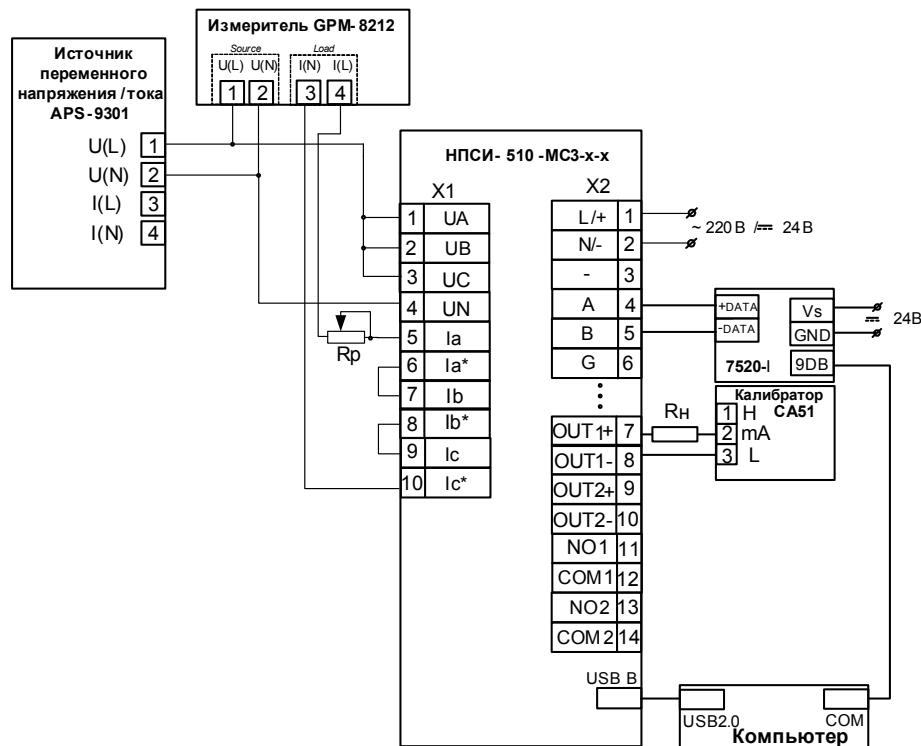 Источник
переменного
напряжения / тока
APS-9301
U(L) 1
U(N) 2
I(L) 3
I(N) 4
Измеритель GPM-8212
Source Load
U(L) U(N) I(N) I(L)
1 2 3 4
Rp
НПСИ-510-МС3-х-х
X1
1 UA
2 UB
3 UC
4 UN
5 Ia
6 Ia*
7 Ib
8 Ib*
9 Ic
10 Ic*
X2
L/+ 1
N/- 2
- 3
A 4
B 5
G 6
OUT1+ 7
OUT1- 8
OUT2+ 9
OUT2- 10
NO1 11
COM1 12
NO2 13
COM2 14
USB B
~ 220 В / 24 В
+DATA Vs
-DATA GND
7520-I 9DB
24В
Rн
Калибратор
CA51
1 H
2 mA
3 L
USB2.0 COM
Компьютер